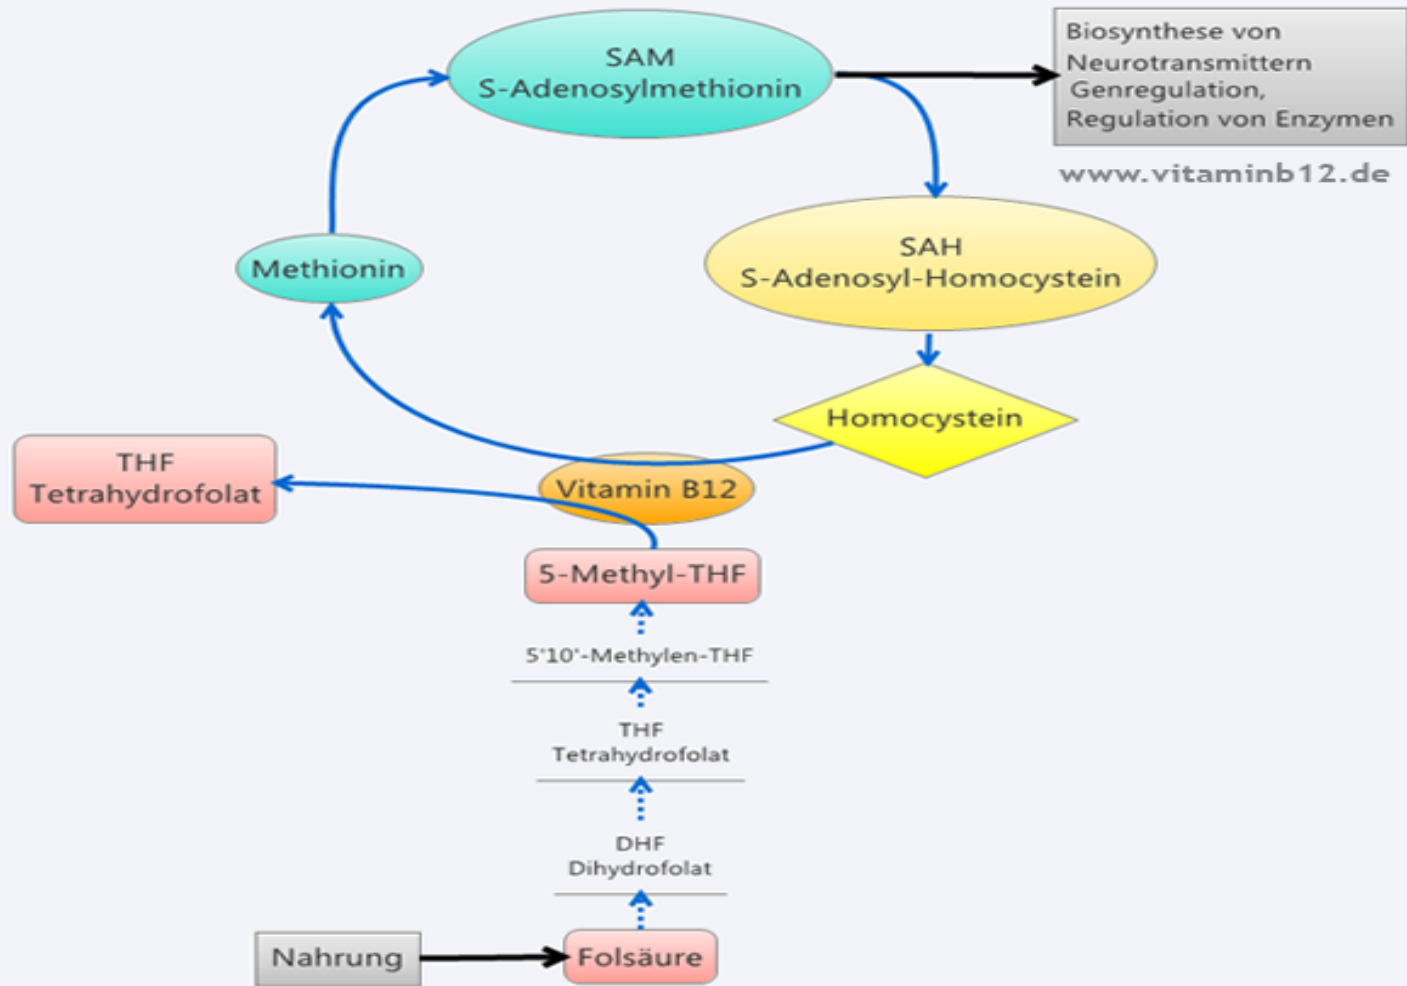 SAM
S-Adenosylmethionin
Biosynthese von
Neurotransmittern
Genregulation,
Regulation von Enzymen
www.vitaminb12.de
Methionin
SAH
S-Adenosyl-Homocystein
Homocystein
THF
Tetrahydrofolat
Vitamin B12
5-Methyl-THF
5'10'-Methylen-THF
THF
Tetrahydrofolat
DHF
Dihydrofolat
Nahrung
Folsäure